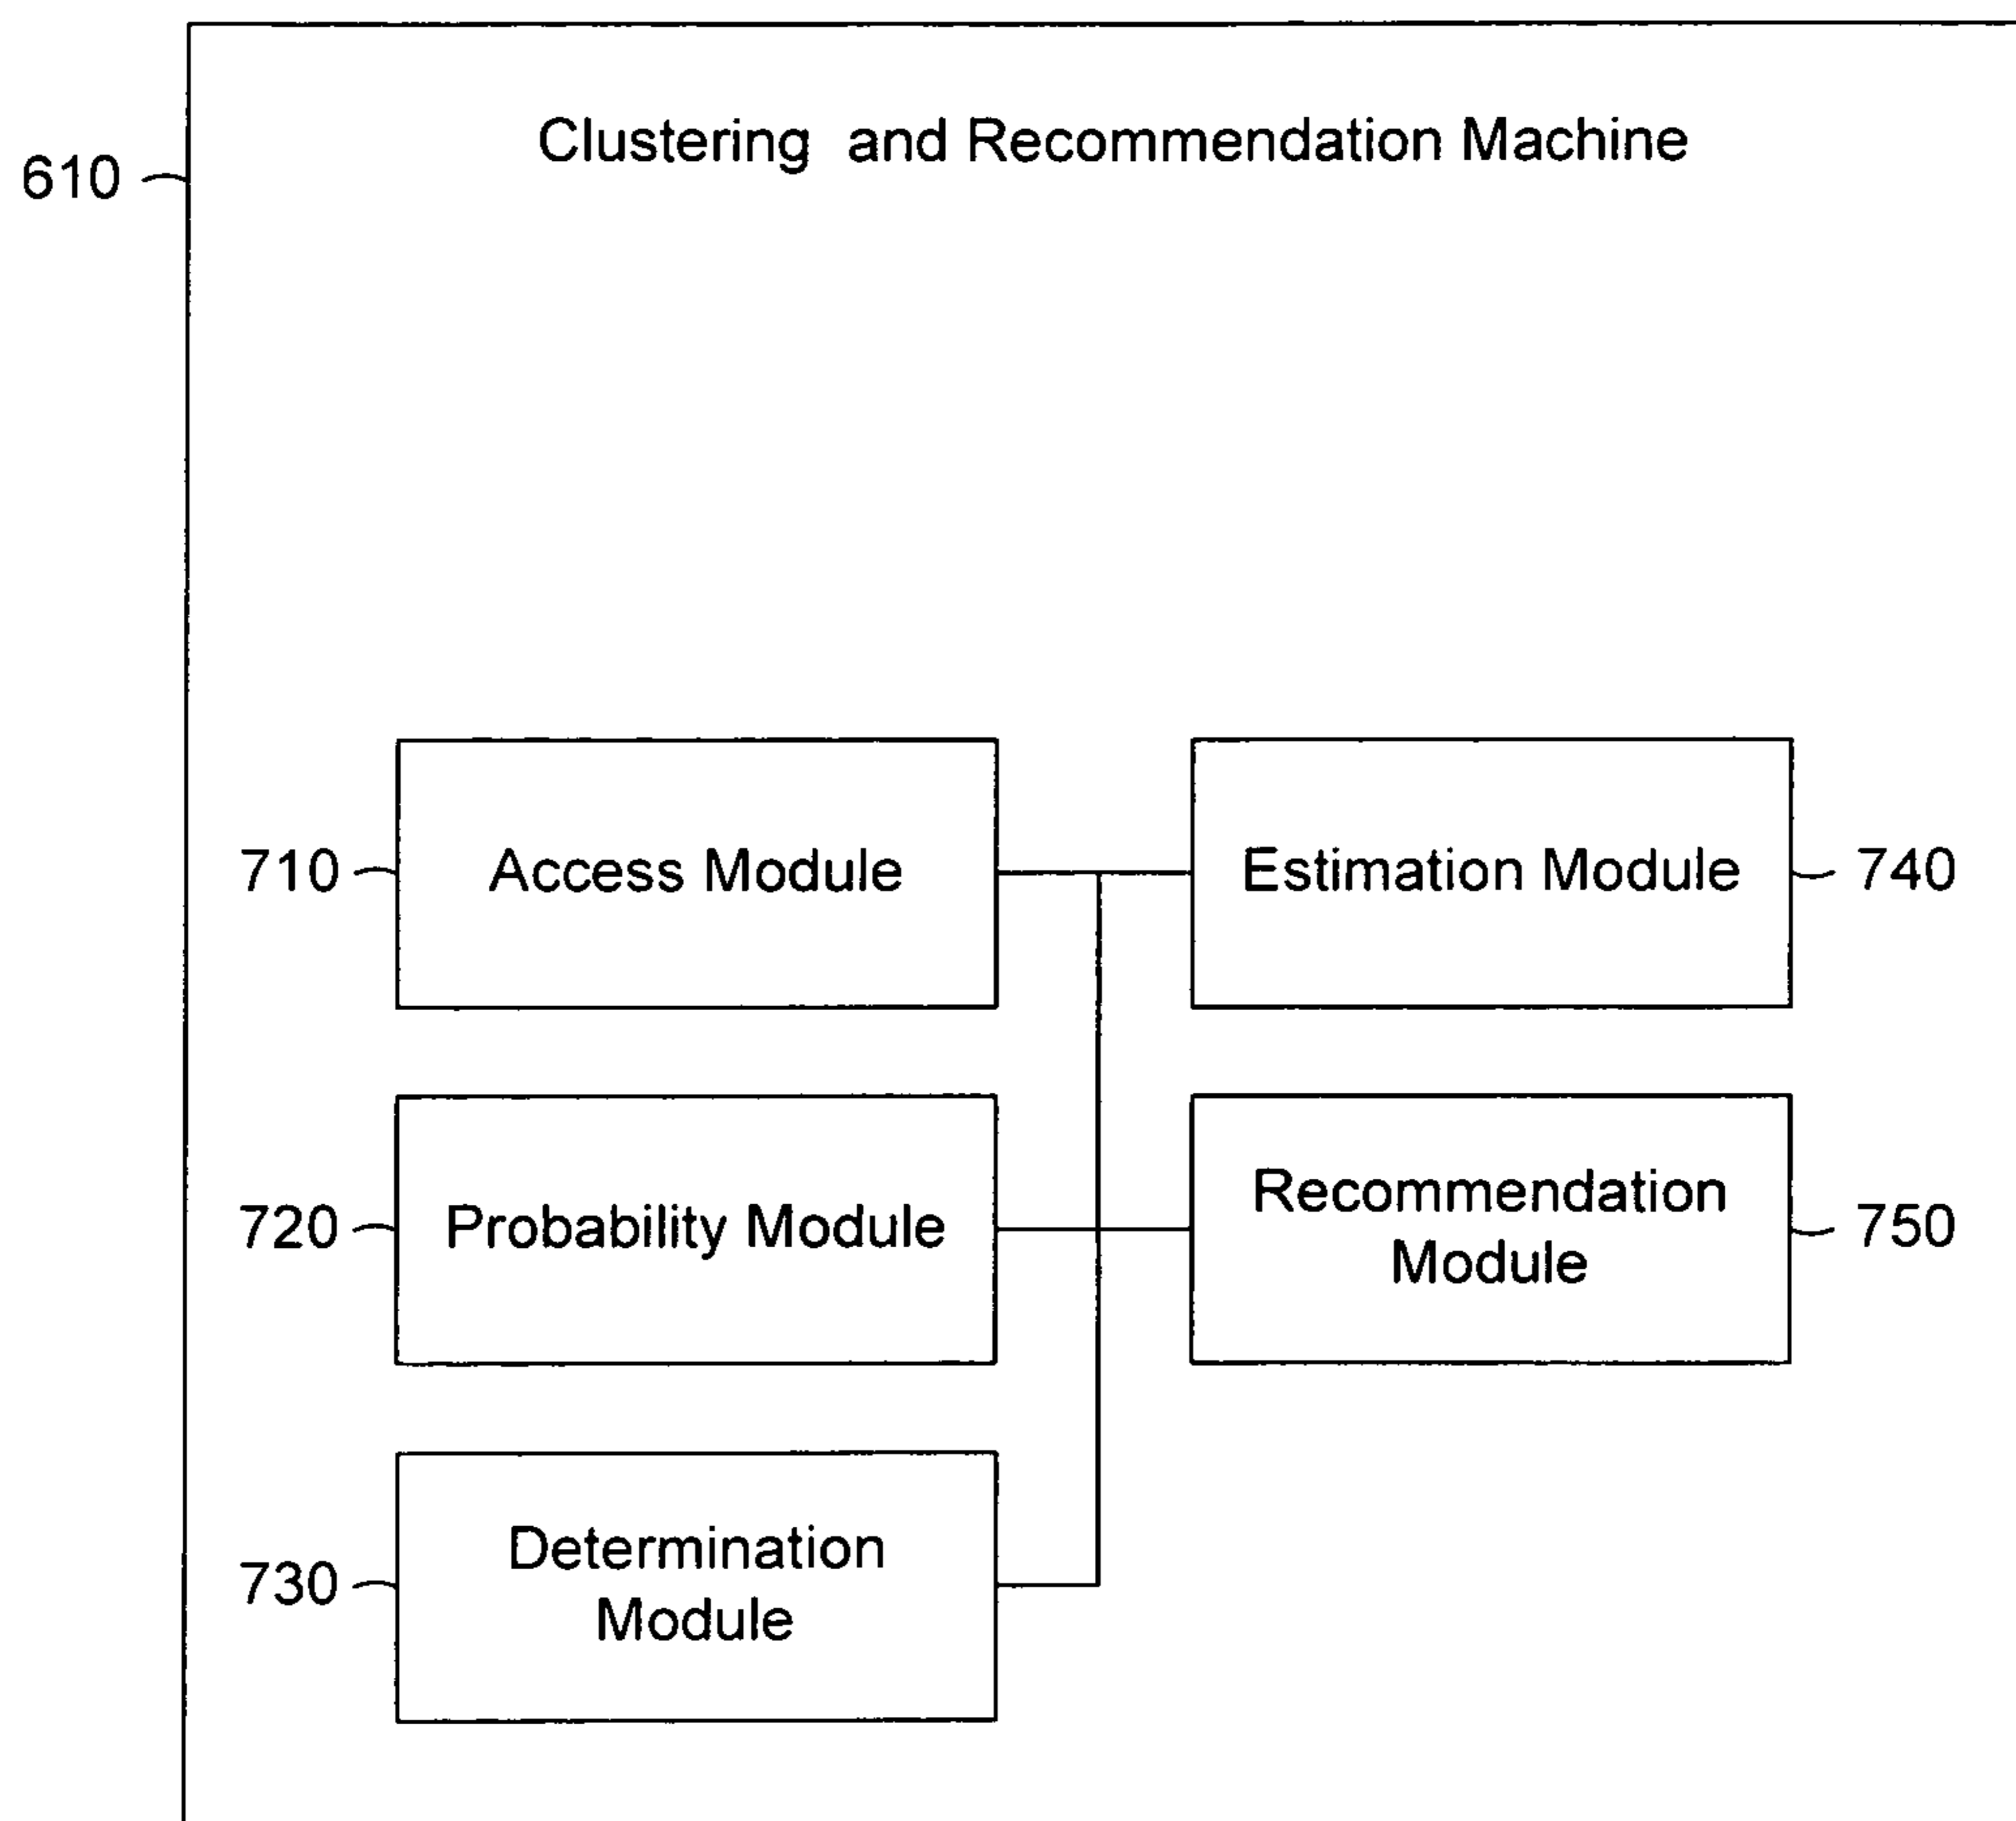 Clustering and Recommendation Machine
610
710
Access Module
Estimation Module
740
720
Probability Module
Recommendation
Module
750
730
Determination
Module